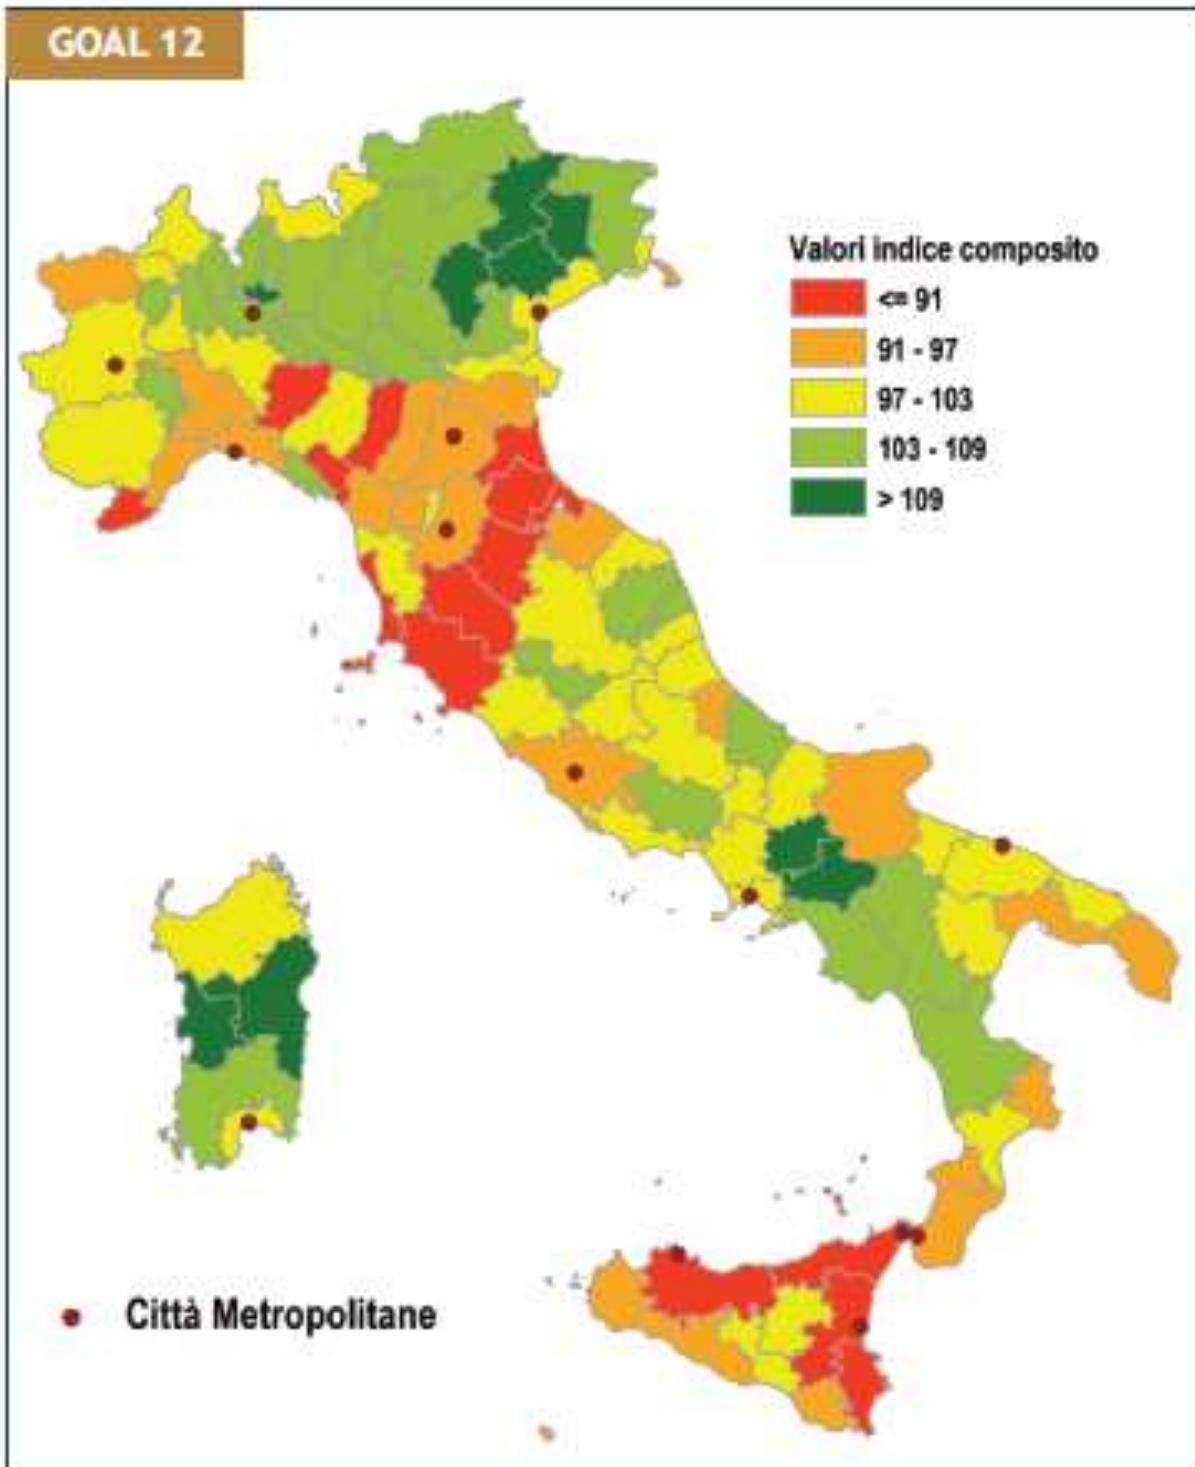 GOAL 12
Valori indice composito
<= 91
91 - 97
97 - 103
103 - 109
> 109
Città Metropolitane